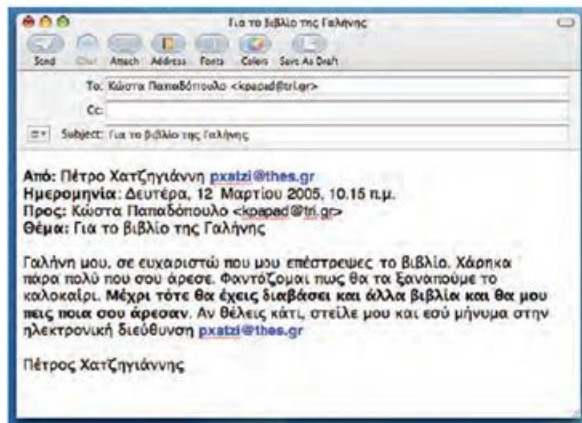 Για το βιβλίο της Γαλήνης
Send Chat Attach Address Fonts Colors Save As Draft
To: Κώστα Παπαδόπουλο <kpapad@tri.gr>
Cc:
Subject: Για το βιβλίο της Γαλήνης
Από: Πέτρο Χατζηγιάννη pxatzi@thes.gr
Ημερομηνία: Δευτέρα, 12 Μαρτίου 2005, 10.15 π.μ.
Προς: Κώστα Παπαδόπουλο <kpapad@tri.gr>
Θέμα: Για το βιβλίο της Γαλήνης
Γαλήνη μου, σε ευχαριστώ που μου επέστρεψες το βιβλίο. Χάρηκα
πάρα πολύ που σου άρεσε. Φαντάζομαι πως θα τα ξαναπούμε το
καλοκαίρι. Μέχρι τότε θα έχεις διαβάσει και άλλα βιβλία και θα μου
πεις ποια σου άρεσαν. Αν θέλεις κάτι, στείλε μου και εσύ μήνυμα στην
ηλεκτρονική διεύθυνση pxatzi@thes.gr
Πέτρος Χατζηγιάννης